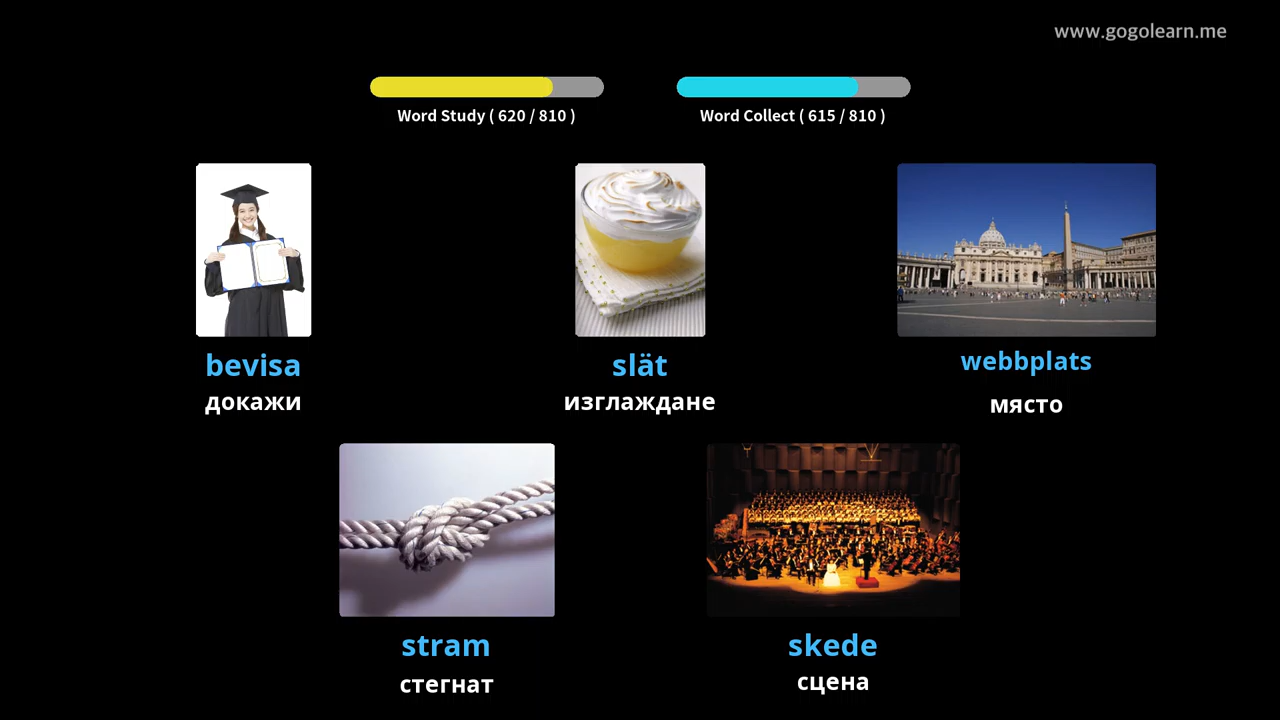 www.gogolearn.me
Word Study ( 620 / 810 )
Word Collect ( 615 / 810 )
bevisa
докажи
slät
изглаждане
webbplats
място
stram
стегнат
skede
сцена